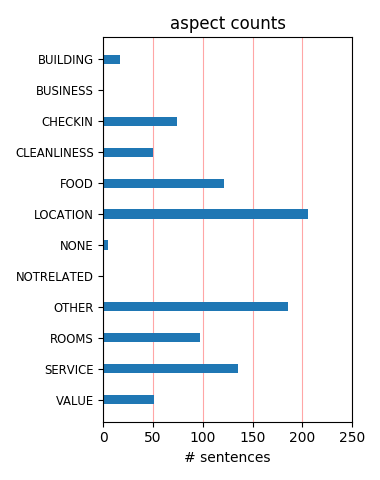 aspect counts
BUILDING
BUSINESS
CHECKIN
CLEANLINESS
FOOD
LOCATION
NONE
NOTRELATED
OTHER
ROOMS
SERVICE
VALUE
0 50 100 150 200 250
# sentences